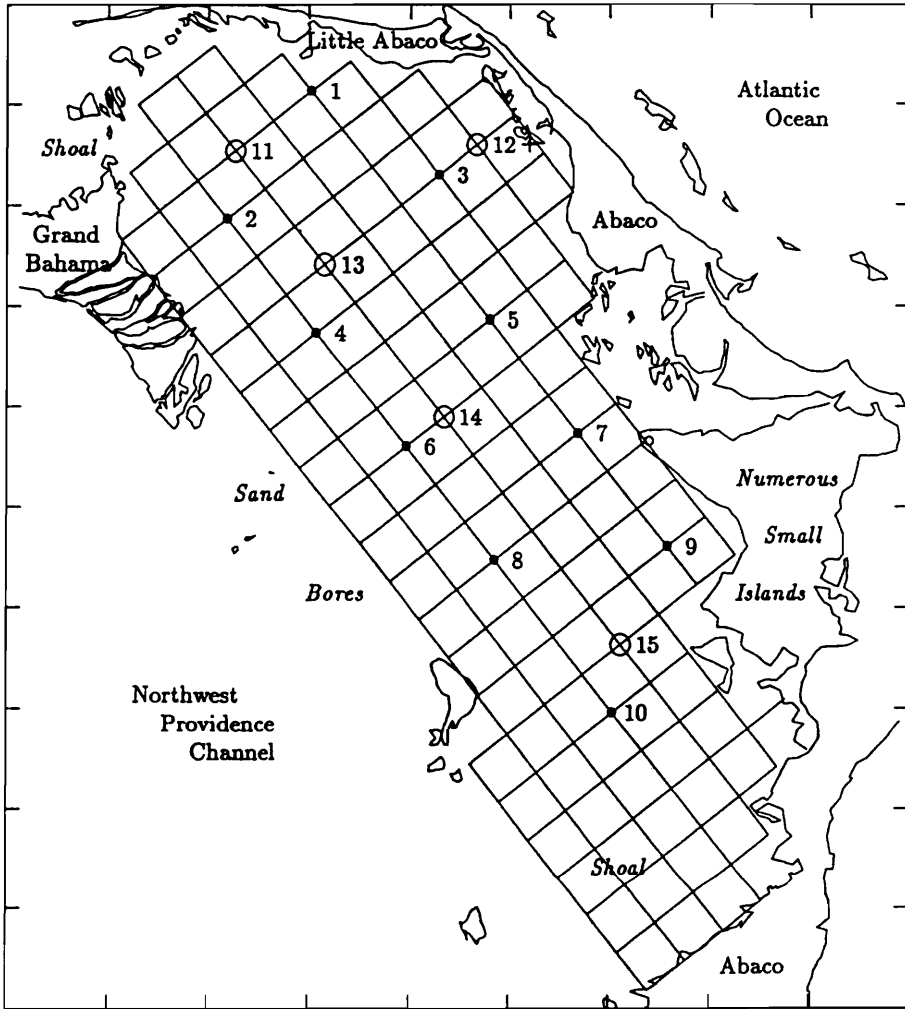 Little Abaco
1
Atlantic
Ocean
Shoal
11
12
3
2
Abaco
Grand
Bahama
13
4
5
14
6
7
Numerous
Sand
Small
8
9
Bores
Islands
15
Northwest
Providence
Channel
10
Shoal
Abaco